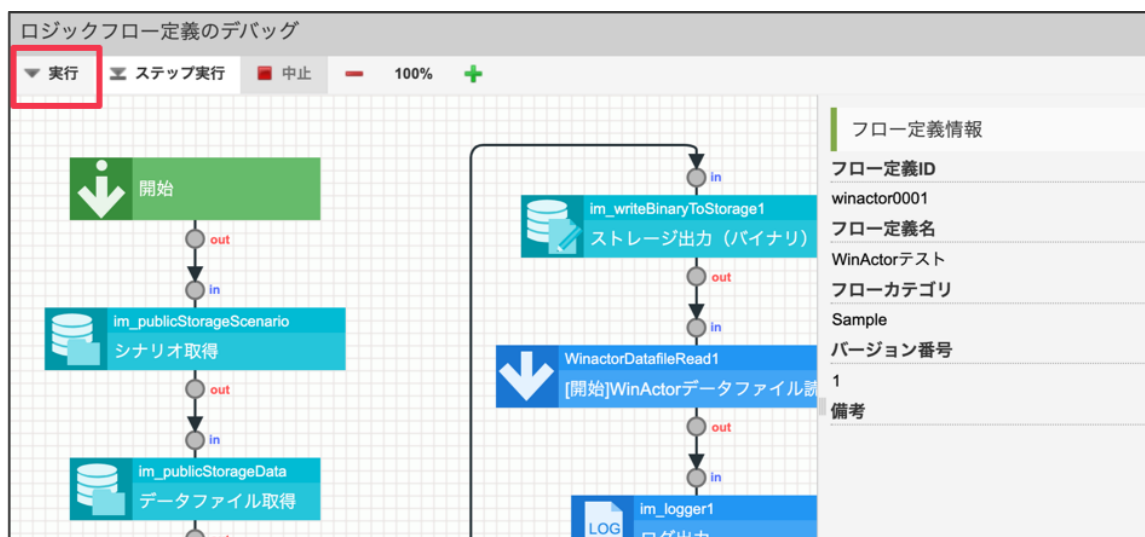 ロジックフロー定義のデバッグ
実行 ステップ実行 中止 100%
開始
out
in
im_publicStorageScenario
シナリオ取得
out
in
im_publicStorageData
データファイル取得
in
im_writeBinaryToStorage1
ストレージ出力（バイナリ）
out
in
WinactorDatafileRead1
[開始]WinActorデータファイル読
out
in
im_logger1
LOG
ログ出力
フロー定義情報
フロー定義ID
winactor0001
フロー定義名
WinActorテスト
フローカテゴリ
Sample
バージョン番号
1
備考